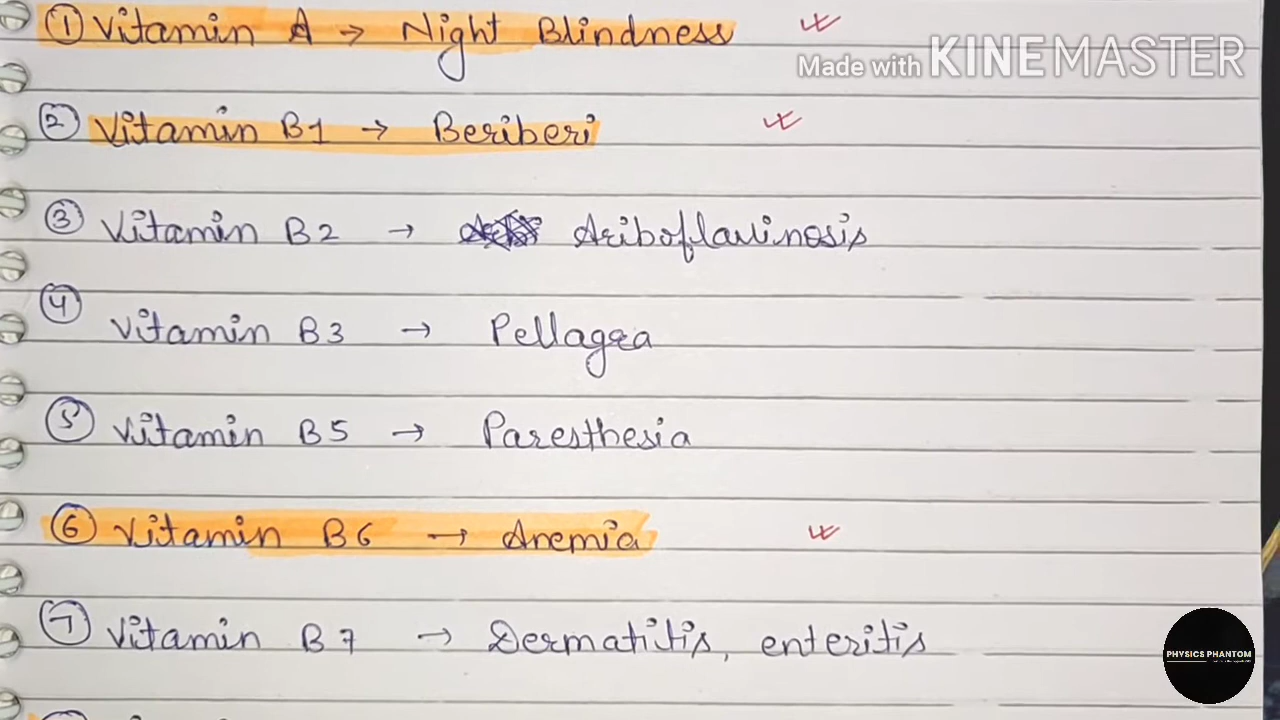 ① Vitamin A → Night Blindness
Made with KINEMASTER
② Vitamin B1 → Beriberi
③ Vitamin B2 → Ariboflavinosis
④ Vitamin B3 → Pellagra
⑤ Vitamin B5 → Paresthesia
⑥ Vitamin B6 → Anemia
⑦ Vitamin B7 → Dermatitis, enteritis
PHYSICS PHANTOM